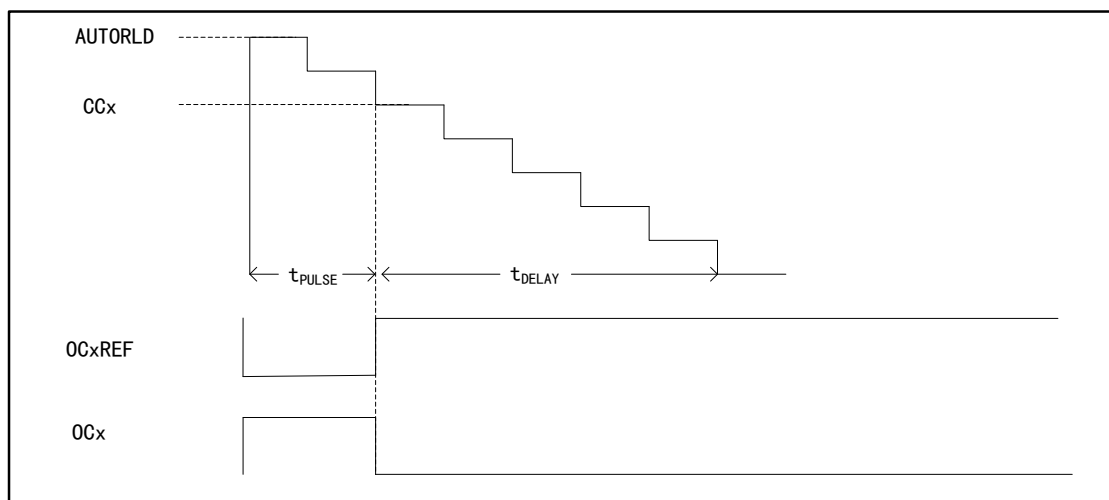 AUTORLD
CCx
tPULSE
tDELAY
OCxREF
OCx